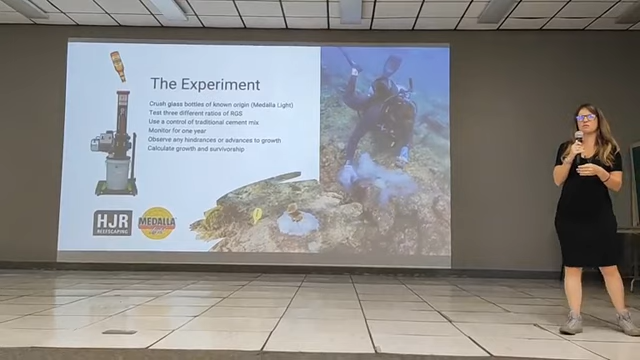 The Experiment
Crush glass bottles of known origin (Medalla Light)
Test three different ratios of RGS
Use a control of traditional cement mix
Monitor for one year
Observe any hindrances or advances to growth
Calculate growth and survivorship
HJR
REEFSCAPING
MEDALLA